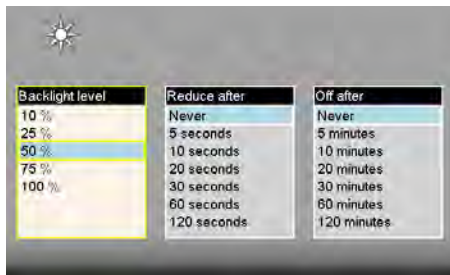 Backlight level
10 %
25 %
50 %
75 %
100 %
Reduce after
Never
5 seconds
10 seconds
20 seconds
30 seconds
60 seconds
120 seconds
Off after
Never
5 minutes
10 minutes
20 minutes
30 minutes
60 minutes
120 minutes